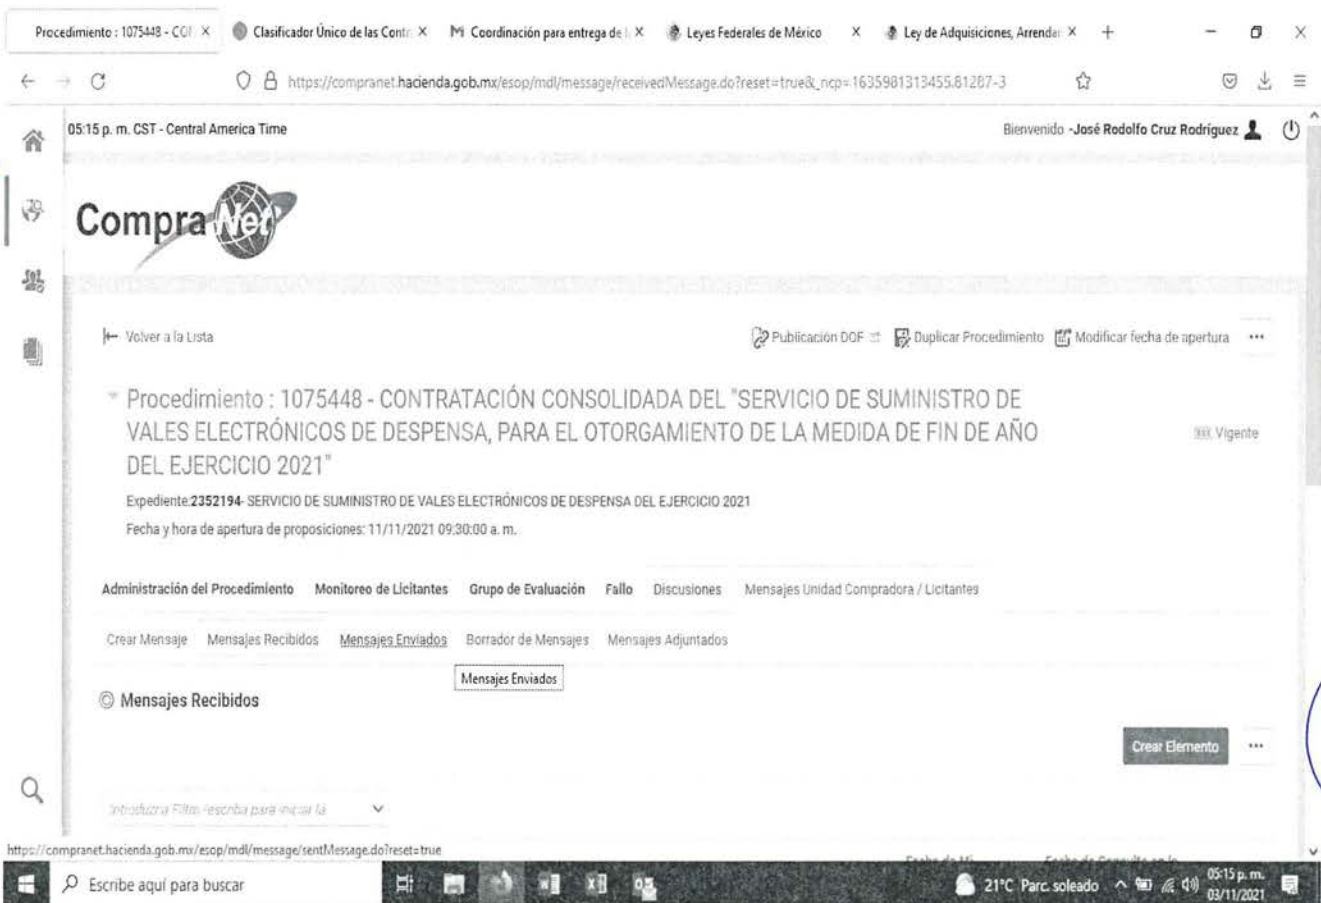 Procedimiento : 1075448 - CO
Clasificador Único de las Contr
Coordinación para entrega de l
Leyes Federales de México
Ley de Adquisiciones, Arrendar
https://compranet.hacienda.gob.mx/esop/mdl/message/receivedMessage.do?reset=true&_ncp=1635981313455.81287-3
05:15 p. m. CST - Central America Time
Bienvenido -José Rodolfo Cruz Rodríguez
CompraNet
Volver a la Lista
Publicación DOF
Duplicar Procedimiento
Modificar fecha de apertura
Procedimiento : 1075448 - CONTRATACIÓN CONSOLIDADA DEL "SERVICIO DE SUMINISTRO DE
VALES ELECTRÓNICOS DE DESPENSA, PARA EL OTORGAMIENTO DE LA MEDIDA DE FIN DE AÑO
DEL EJERCICIO 2021"
Vigente
Expediente:2352194- SERVICIO DE SUMINISTRO DE VALES ELECTRÓNICOS DE DESPENSA DEL EJERCICIO 2021
Fecha y hora de apertura de proposiciones: 11/11/2021 09:30:00 a. m.
Administración del Procedimiento Monitoreo de Licitantes Grupo de Evaluación Fallo Discusiones Mensajes Unidad Compradora / Licitantes
Crear Mensaje Mensajes Recibidos Mensajes Enviados Borrador de Mensajes Mensajes Adjuntados
Mensajes Enviados
Mensajes Recibidos
Crear Elemento
Introduzca Filtro (escriba para iniciar la
https://compranet.hacienda.gob.mx/esop/mdl/message/sentMessage.do?reset=true
Escribe aquí para buscar
21°C Parc. soleado
05:15 p. m.
03/11/2021